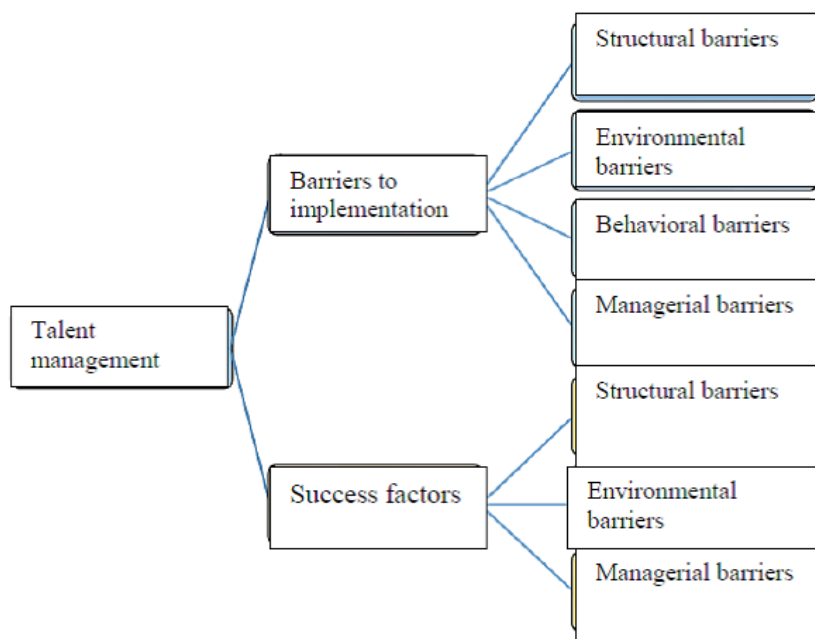 Structural barriers
Environmental
barriers
Barriers to
implementation
Behavioral barriers
Managerial barriers
Talent
management
Structural barriers
Success factors
Environmental
barriers
Managerial barriers